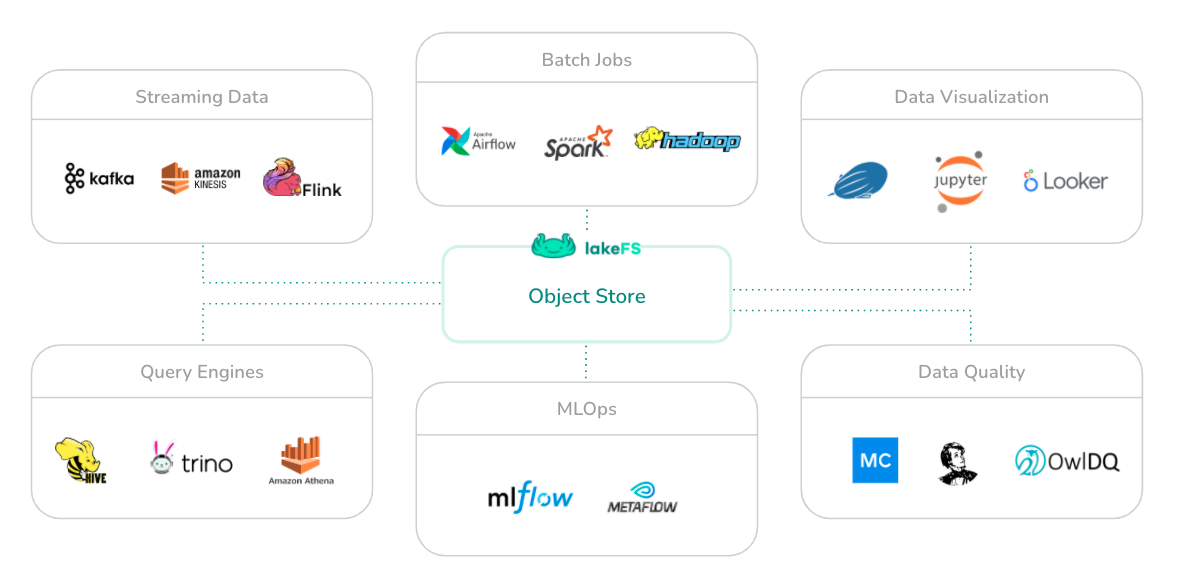 Batch Jobs
Apache
Airflow
APACHE
Spark
hadoop
Streaming Data
kafka
amazon
KINESIS
Flink
Data Visualization
jupyter
Looker
lakeFS
Object Store
Query Engines
HIVE
trino
Amazon Athena
MLOps
mlflow
METAFLOW
Data Quality
MC
OwlDQ